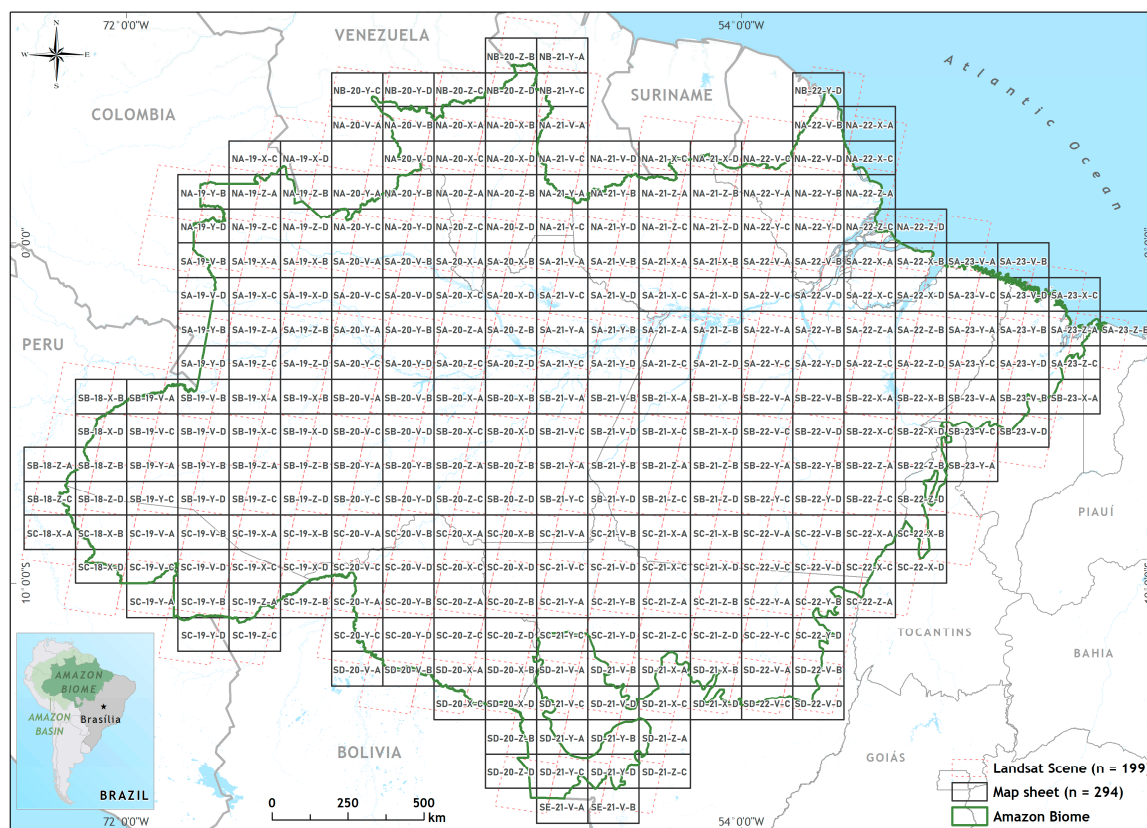 72°0'0"W 54°0'0"W
N
W E
S
VENEZUELA
COLOMBIA
SURINAME
Atlantic Ocean
NB-20-Z-B NB-21-Y-A
NB-20-Y-C NB-20-Y-D NB-20-Z-C NB-20-Z-D NB-21-Y-C NB-22-Y-D
NA-20-V-A NA-20-V-B NA-20-X-A NA-20-X-B NA-21-V-A NA-22-V-B NA-22-X-A
NA-19-X-C NA-19-X-D NA-20-V-D NA-20-X-C NA-20-X-D NA-21-V-C NA-21-V-D NA-21-X-C NA-21-X-D NA-22-V-C NA-22-V-D NA-22-X-C
NA-19-Y-B NA-19-Z-A NA-19-Z-B NA-20-Y-A NA-20-Y-B NA-20-Z-A NA-20-Z-B NA-21-Y-A NA-21-Y-B NA-21-Z-A NA-21-Z-B NA-22-Y-A NA-22-Y-B NA-22-Z-A
NA-19-Y-D NA-19-Z-C NA-19-Z-D NA-20-Y-C NA-20-Y-D NA-20-Z-C NA-20-Z-D NA-21-Y-C NA-21-Y-D NA-21-Z-C NA-21-Z-D NA-22-Y-C NA-22-Y-D NA-22-Z-C NA-22-Z-D
0°0'0"
SA-19-V-B SA-19-X-A SA-19-X-B SA-20-V-A SA-20-V-B SA-20-X-A SA-20-X-B SA-21-V-A SA-21-V-B SA-21-X-A SA-21-X-B SA-22-V-A SA-22-V-B SA-22-X-A SA-22-X-B SA-23-V-A SA-23-V-B
SA-19-V-D SA-19-X-C SA-19-X-D SA-20-V-C SA-20-V-D SA-20-X-C SA-20-X-D SA-21-V-C SA-21-V-D SA-21-X-C SA-21-X-D SA-22-V-C SA-22-V-D SA-22-X-C SA-22-X-D SA-23-V-C SA-23-V-D SA-23-X-C
SA-19-Y-B SA-19-Z-A SA-19-Z-B SA-20-Y-A SA-20-Y-B SA-20-Z-A SA-20-Z-B SA-21-Y-A SA-21-Y-B SA-21-Z-A SA-21-Z-B SA-22-Y-A SA-22-Y-B SA-22-Z-A SA-22-Z-B SA-23-Y-A SA-23-Y-B SA-23-Z-A SA-23-Z-B
PERU
SA-19-Y-D SA-19-Z-C SA-19-Z-D SA-20-Y-C SA-20-Y-D SA-20-Z-C SA-20-Z-D SA-21-Y-C SA-21-Y-D SA-21-Z-C SA-21-Z-D SA-22-Y-C SA-22-Y-D SA-22-Z-C SA-22-Z-D SA-23-Y-C SA-23-Y-D SA-23-Z-C
SB-18-X-B SB-19-V-A SB-19-V-B SB-19-X-A SB-19-X-B SB-20-V-A SB-20-V-B SB-20-X-A SB-20-X-B SB-21-V-A SB-21-V-B SB-21-X-A SB-21-X-B SB-22-V-A SB-22-V-B SB-22-X-A SB-22-X-B SB-23-V-A SB-23-V-B SB-23-X-A
SB-18-X-D SB-19-V-C SB-19-V-D SB-19-X-C SB-19-X-D SB-20-V-C SB-20-V-D SB-20-X-C SB-20-X-D SB-21-V-C SB-21-V-D SB-21-X-C SB-21-X-D SB-22-V-C SB-22-V-D SB-22-X-C SB-22-X-D SB-23-V-C SB-23-V-D
SB-18-Z-A SB-18-Z-B SB-19-Y-A SB-19-Y-B SB-19-Z-A SB-19-Z-B SB-20-Y-A SB-20-Y-B SB-20-Z-A SB-20-Z-B SB-21-Y-A SB-21-Y-B SB-21-Z-A SB-21-Z-B SB-22-Y-A SB-22-Y-B SB-22-Z-A SB-22-Z-B SB-23-Y-A
SB-18-Z-C SB-18-Z-D SB-19-Y-C SB-19-Y-D SB-19-Z-C SB-19-Z-D SB-20-Y-C SB-20-Y-D SB-20-Z-C SB-20-Z-D SB-21-Y-C SB-21-Y-D SB-21-Z-C SB-21-Z-D SB-22-Y-C SB-22-Y-D SB-22-Z-C SB-22-Z-D
PIAUÍ
SC-18-X-A SC-18-X-B SC-19-V-A SC-19-V-B SC-19-X-A SC-19-X-B SC-20-V-A SC-20-V-B SC-20-X-A SC-20-X-B SC-21-V-A SC-21-V-B SC-21-X-A SC-21-X-B SC-22-V-A SC-22-V-B SC-22-X-A SC-22-X-B
SC-18-X-D SC-19-V-C SC-19-V-D SC-19-X-C SC-19-X-D SC-20-V-C SC-20-V-D SC-20-X-C SC-20-X-D SC-21-V-C SC-21-V-D SC-21-X-C SC-21-X-D SC-22-V-C SC-22-V-D SC-22-X-C SC-22-X-D
10°0'0"S
SC-19-Y-A SC-19-Y-B SC-19-Z-A SC-19-Z-B SC-20-Y-A SC-20-Y-B SC-20-Z-A SC-20-Z-B SC-21-Y-A SC-21-Y-B SC-21-Z-A SC-21-Z-B SC-22-Y-A SC-22-Y-B SC-22-Z-A
SC-19-Y-D SC-19-Z-C SC-20-Y-C SC-20-Y-D SC-20-Z-C SC-20-Z-D SC-21-Y-C SC-21-Y-D SC-21-Z-C SC-21-Z-D SC-22-Y-C SC-22-Y-D
TOCANTINS
BAHIA
SD-20-V-A SD-20-V-B SD-20-X-A SD-20-X-B SD-21-V-A SD-21-V-B SD-21-X-A SD-21-X-B SD-22-V-A SD-22-V-B
SD-20-X-C SD-20-X-D SD-21-V-C SD-21-V-D SD-21-X-C SD-21-X-D SD-22-V-C SD-22-V-D
SD-20-Z-B SD-21-Y-A SD-21-Y-B SD-21-Z-A
BOLIVIA
GOIÁS
SD-20-Z-D SD-21-Y-C SD-21-Y-D SD-21-Z-C
SE-21-V-A SE-21-V-B
AMAZON
BIOME
Brasília
AMAZON
BASIN
BRAZIL
0 250 500
km
Landsat Scene (n = 199
Map sheet (n = 294)
Amazon Biome
72°0'0"W 54°0'0"W